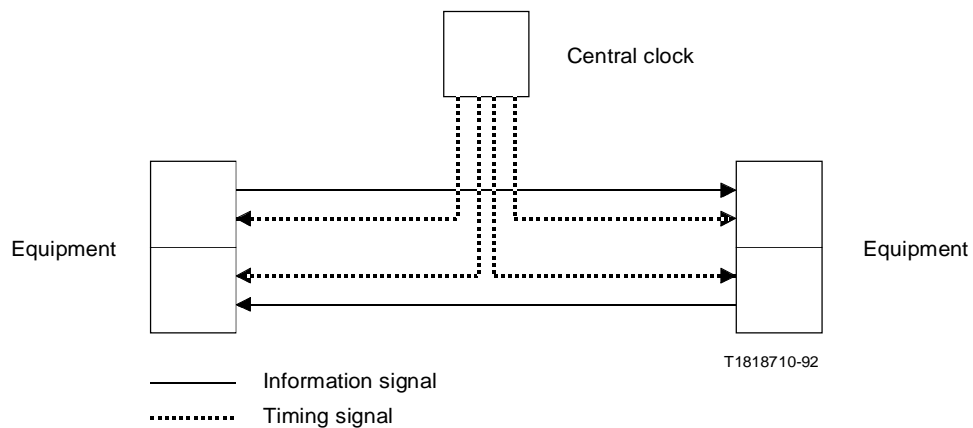 Central clock
Equipment
Equipment
T1818710-92
Information signal
Timing signal